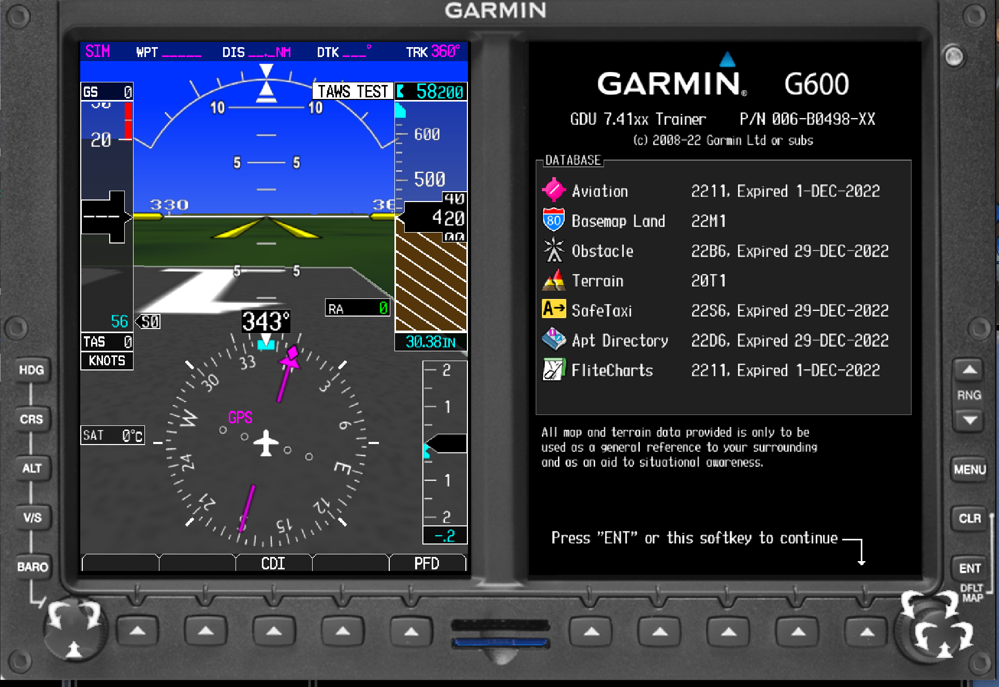 GARMIN
SIM WPT _____ DIS __._NM DTK ___° TRK 360°
GS 0
TAWS TEST
58200
10 10
20
600
5 5
500
330
40
---
420
5 5
RA 0
56 S0
343°
TAS 0
30.38IN
KNOTS
33
30
3
2
1
GPS
W
6
SAT 0°C
24
E
1
21
12
15
2
-.2
CDI PFD
GARMIN® G600
GDU 7.41xx Trainer P/N 006-B0498-XX
(c) 2008-22 Garmin Ltd or subs
DATABASE
Aviation 2211, Expired 1-DEC-2022
80 Basemap Land 22M1
Obstacle 22B6, Expired 29-DEC-2022
Terrain 20T1
A→ SafeTaxi 22S6, Expired 29-DEC-2022
Apt Directory 22D6, Expired 29-DEC-2022
FliteCharts 2211, Expired 1-DEC-2022
All map and terrain data provided is only to be
used as a general reference to your surrounding
and as an aid to situational awareness.
Press "ENT" or this softkey to continue
HDG
CRS
ALT
V/S
BARO
RNG
MENU
CLR
ENT
DFLT
MAP